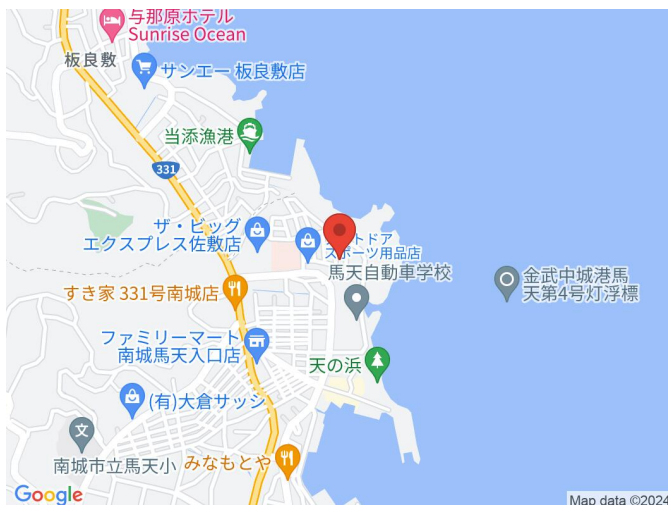 与那原ホテル
Sunrise Ocean
板良敷
サンエー 板良敷店
当添漁港
331
ザ・ビッグ
エクスプレス佐敷店
トドア
スポーツ用品店
馬天自動車学校
すき家 331号南城店
金武中城港馬
天第4号灯浮標
ファミリーマート
南城馬天入口店
天の浜
(有)大倉サッシ
文
南城市立馬天小
みなもとや
Google
Map data ©2024